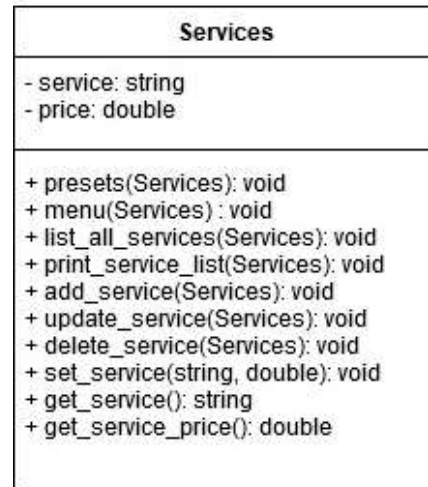 Services
- service: string
- price: double
+ presets(Services): void
+ menu(Services) : void
+ list_all_services(Services): void
+ print_service_list(Services): void
+ add_service(Services): void
+ update_service(Services): void
+ delete_service(Services): void
+ set_service(string, double): void
+ get_service(): string
+ get_service_price(): double